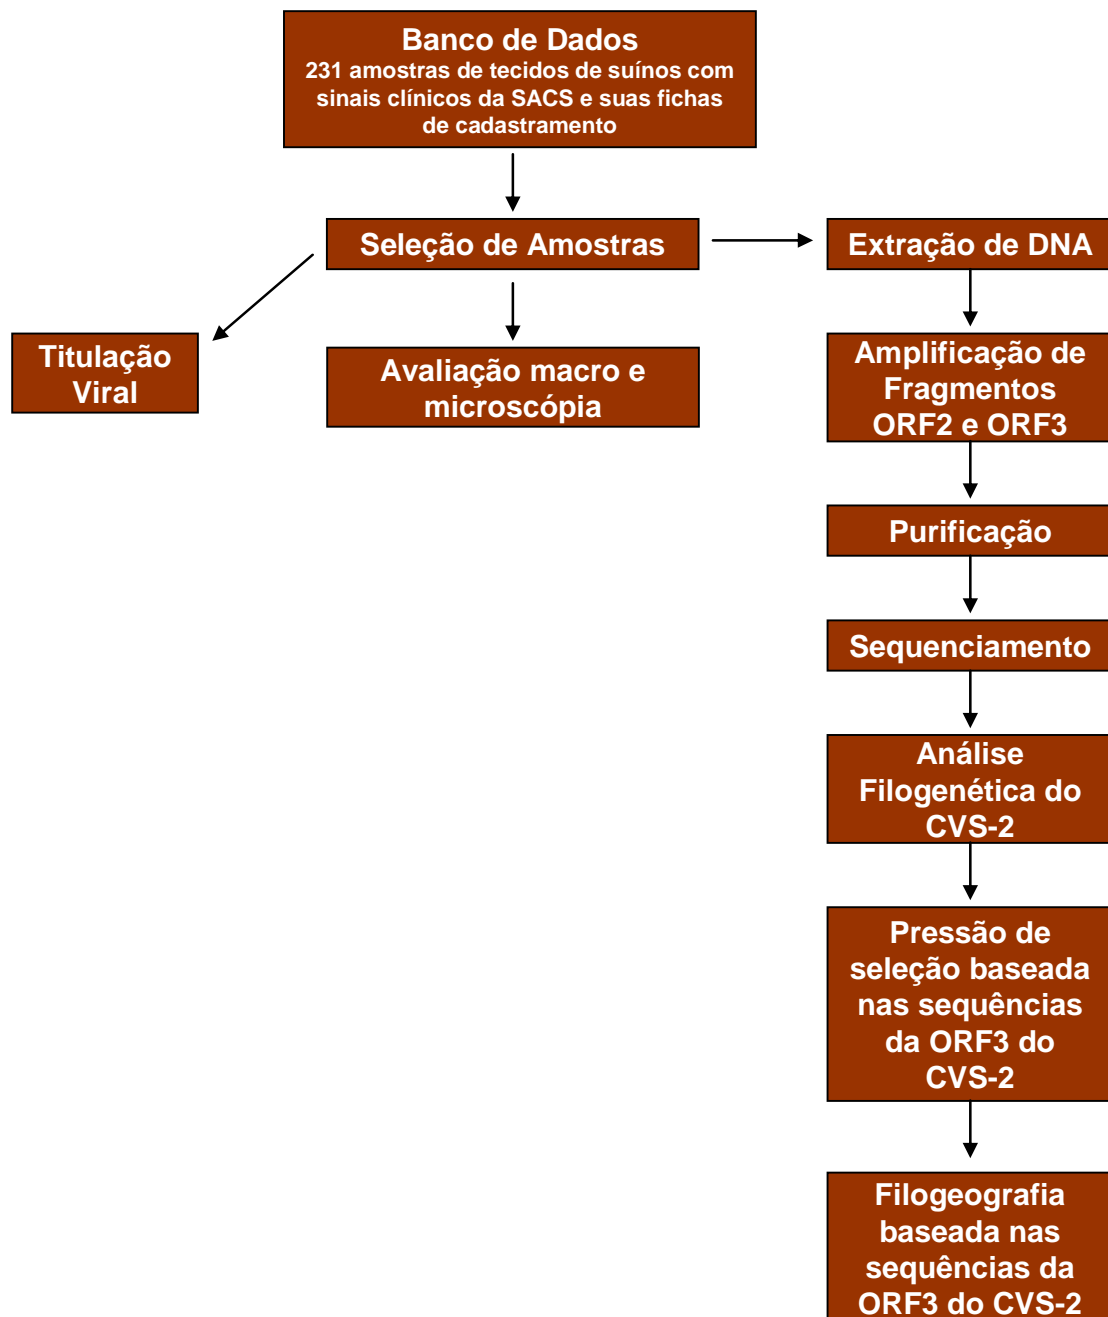 Banco de Dados
231 amostras de tecidos de suínos com
sinais clínicos da SACS e suas fichas
de cadastramento
Seleção de Amostras
Extração de DNA
Titulação
Viral
Avaliação macro e
microscópia
Amplificação de
Fragmentos
ORF2 e ORF3
Purificação
Sequenciamento
Análise
Filogenética do
CVS-2
Pressão de
seleção baseada
nas sequências
da ORF3 do
CVS-2
Filogeografia
baseada nas
sequências da
ORF3 do CVS-2